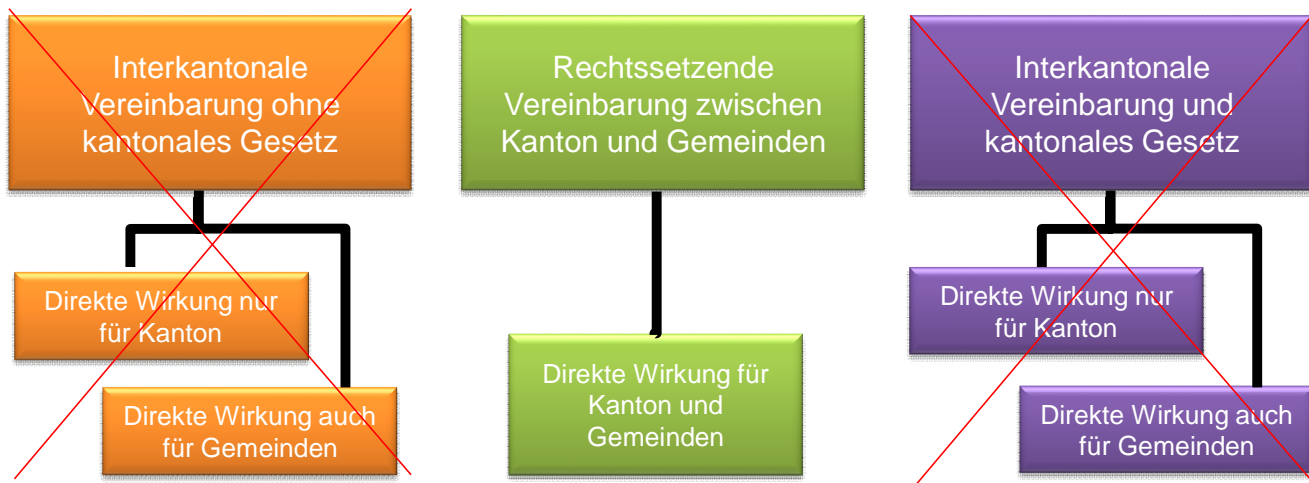 Interkantonale
Vereinbarung ohne
kantonales Gesetz
Direkte Wirkung nur
für Kanton
Direkte Wirkung auch
für Gemeinden
Rechtssetzende
Vereinbarung zwischen
Kanton und Gemeinden
Direkte Wirkung für
Kanton und
Gemeinden
Interkantonale
Vereinbarung und
kantonales Gesetz
Direkte Wirkung nur
für Kanton
Direkte Wirkung auch
für Gemeinden